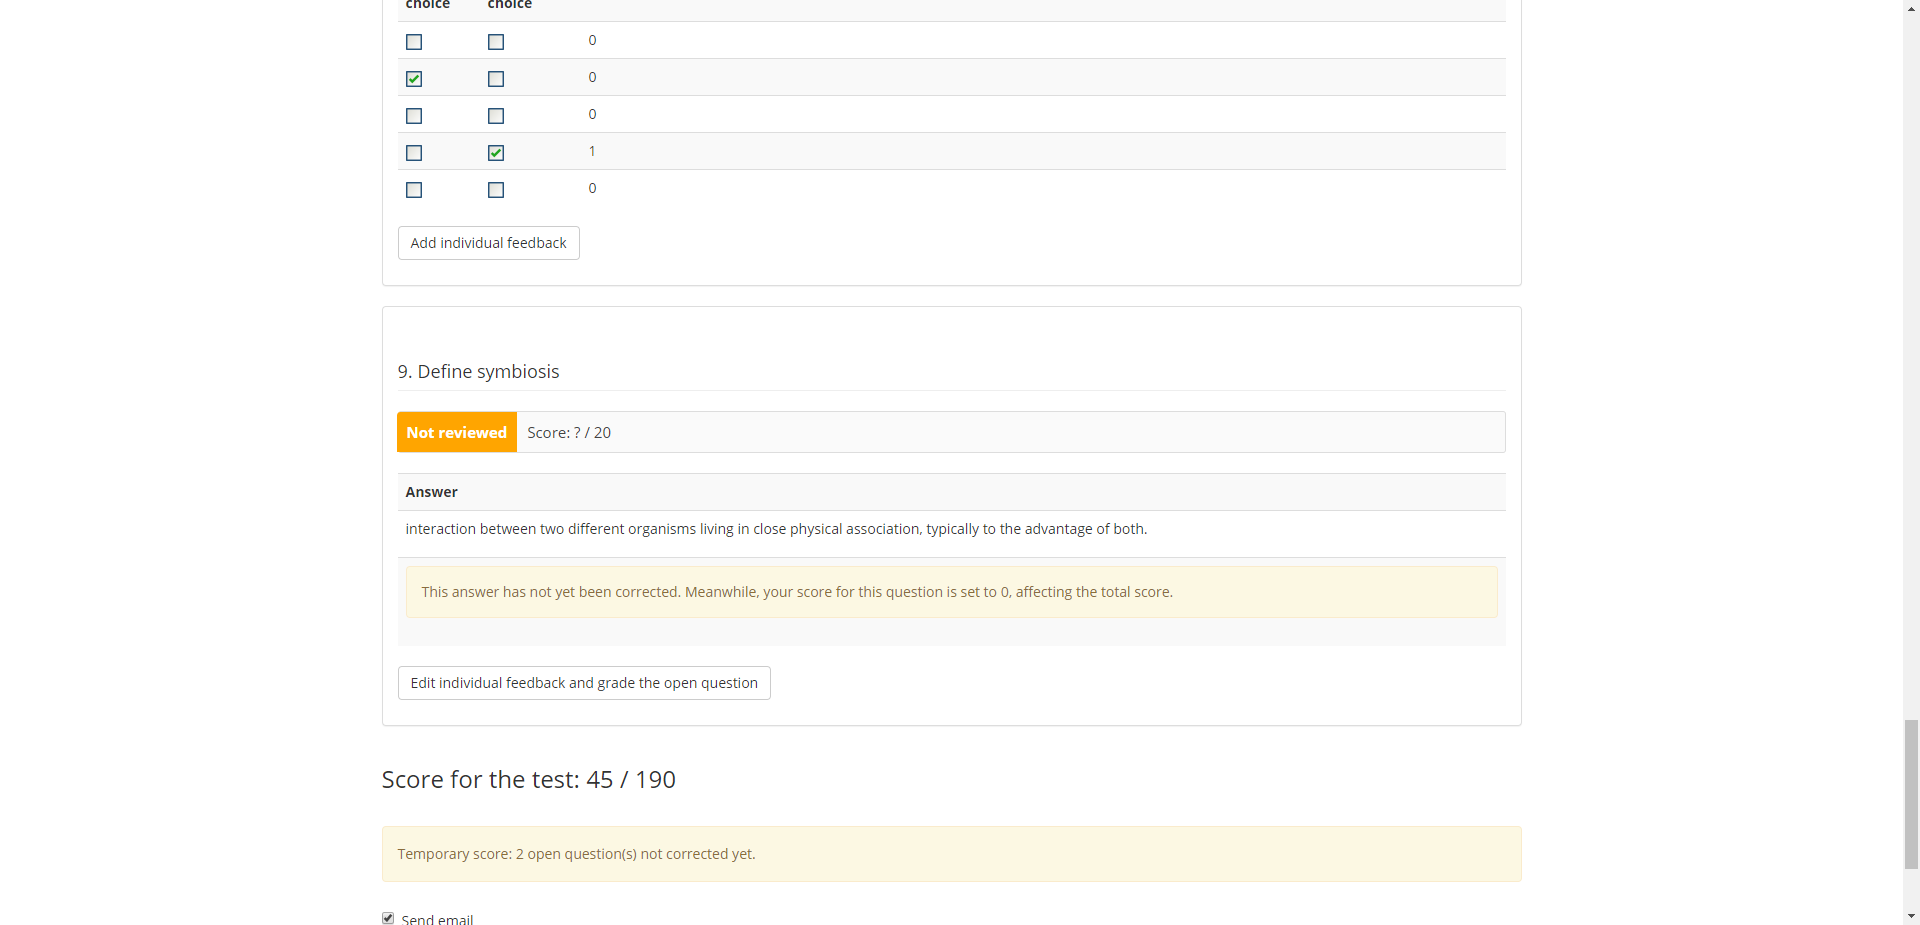 choice choice
0
0
0
1
0
Add individual feedback
9. Define symbiosis
Not reviewed Score: ? / 20
Answer
interaction between two different organisms living in close physical association, typically to the advantage of both.
This answer has not yet been corrected. Meanwhile, your score for this question is set to 0, affecting the total score.
Edit individual feedback and grade the open question
Score for the test: 45 / 190
Temporary score: 2 open question(s) not corrected yet.
Send email